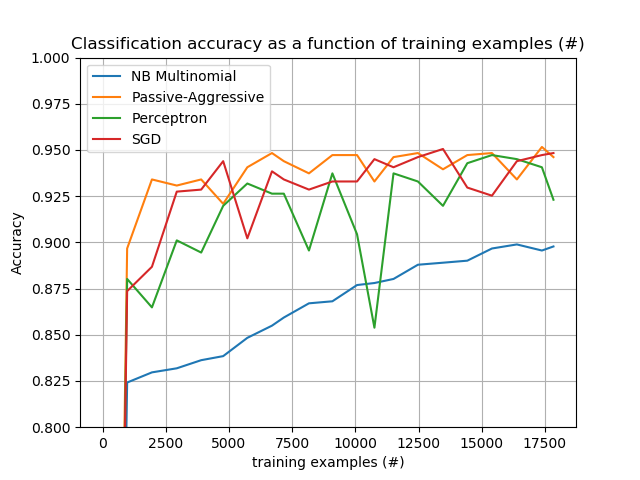 Classification accuracy as a function of training examples (#)
1.000
0.975
0.950
0.925
0.900
0.875
0.850
0.825
0.800
Accuracy
NB Multinomial
Passive-Aggressive
Perceptron
SGD
0 2500 5000 7500 10000 12500 15000 17500
training examples (#)